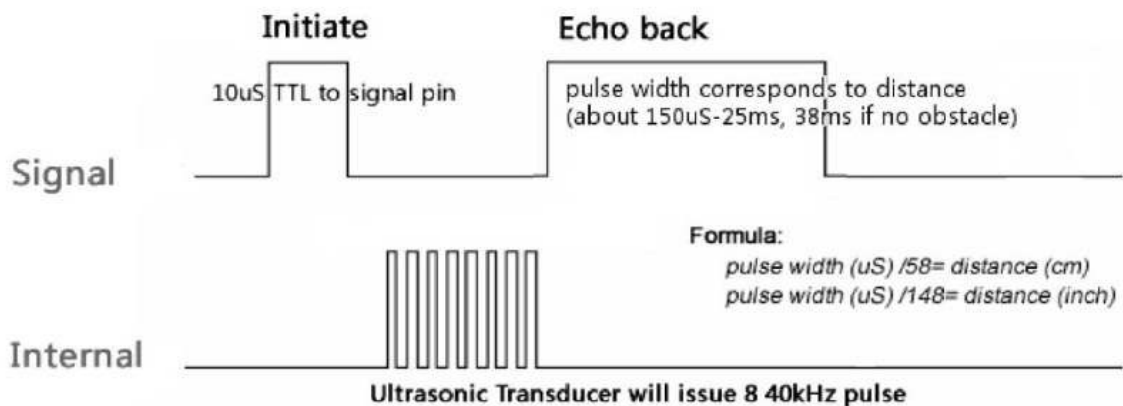 Initiate
Echo back
10uS TTL to signal pin
pulse width corresponds to distance
(about 150uS-25ms, 38ms if no obstacle)
Signal
Formula:
pulse width (uS) /58= distance (cm)
pulse width (uS) /148= distance (inch)
Internal
Ultrasonic Transducer will issue 8 40kHz pulse